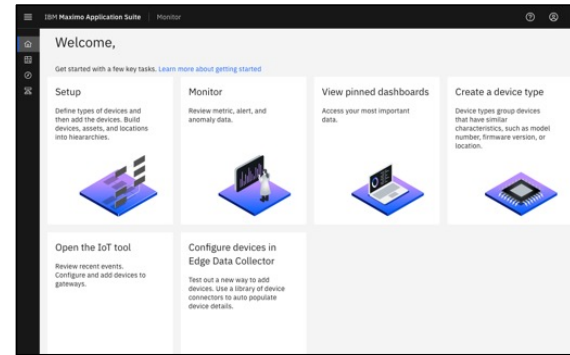 IBM Maximo Application Suite | Monitor
Welcome,
Get started with a few key tasks. Learn more about getting started
Setup
Define types of devices and
then add the devices. Build
devices, assets, and locations
into hieararchies.
Monitor
Review metric, alert, and
anomaly data.
View pinned dashboards
Access your most important
data.
Create a device type
Device types group devices
that have similar
characteristics, such as model
number, firmware version, or
location.
Open the IoT tool
Review recent events.
Configure and add devices to
gateways.
Configure devices in
Edge Data Collector
Test out a new way to add
devices. Use a library of device
connectors to auto populate
device details.